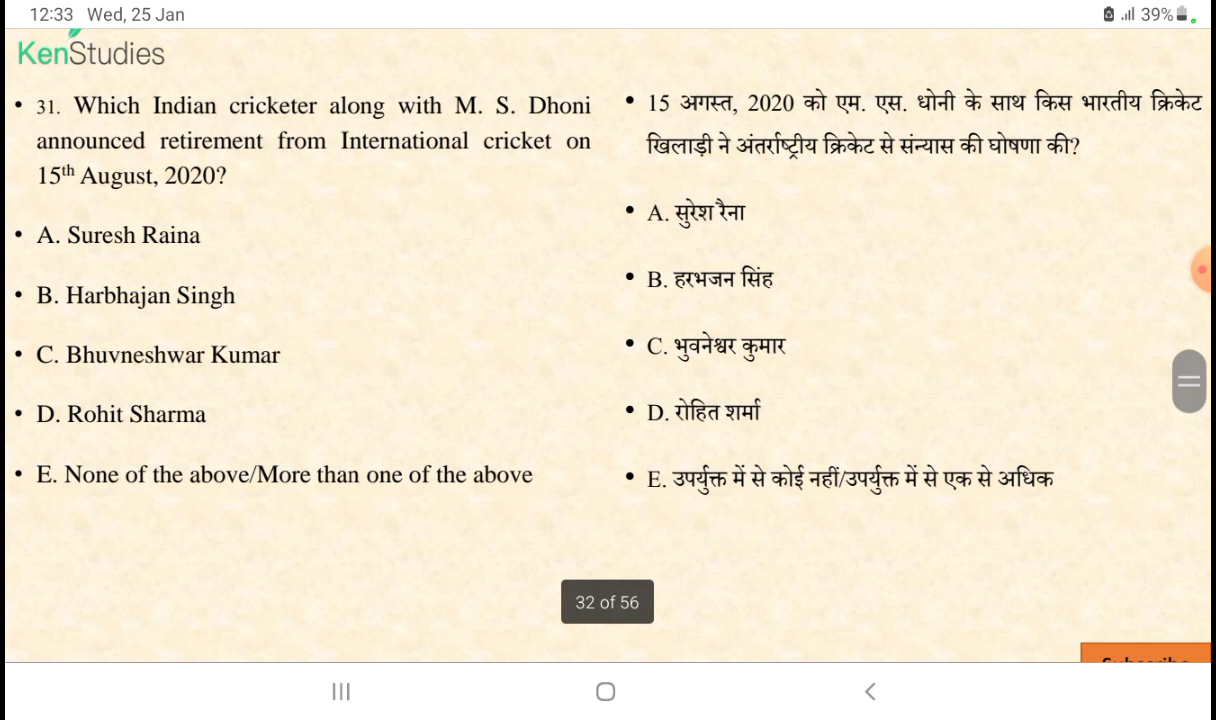 12:33 Wed, 25 Jan
39%
KenStudies
• 31. Which Indian cricketer along with M. S. Dhoni
announced retirement from International cricket on
15th August, 2020?
• A. Suresh Raina
• B. Harbhajan Singh
• C. Bhuvneshwar Kumar
• D. Rohit Sharma
• E. None of the above/More than one of the above
• 15 अगस्त, 2020 को एम. एस. धोनी के साथ किस भारतीय क्रिकेट
खिलाड़ी ने अंतर्राष्ट्रीय क्रिकेट से संन्यास की घोषणा की?
• A. सुरेश रैना
• B. हरभजन सिंह
• C. भुवनेश्वर कुमार
• D. रोहित शर्मा
• E. उपर्युक्त में से कोई नहीं/उपर्युक्त में से एक से अधिक
32 of 56